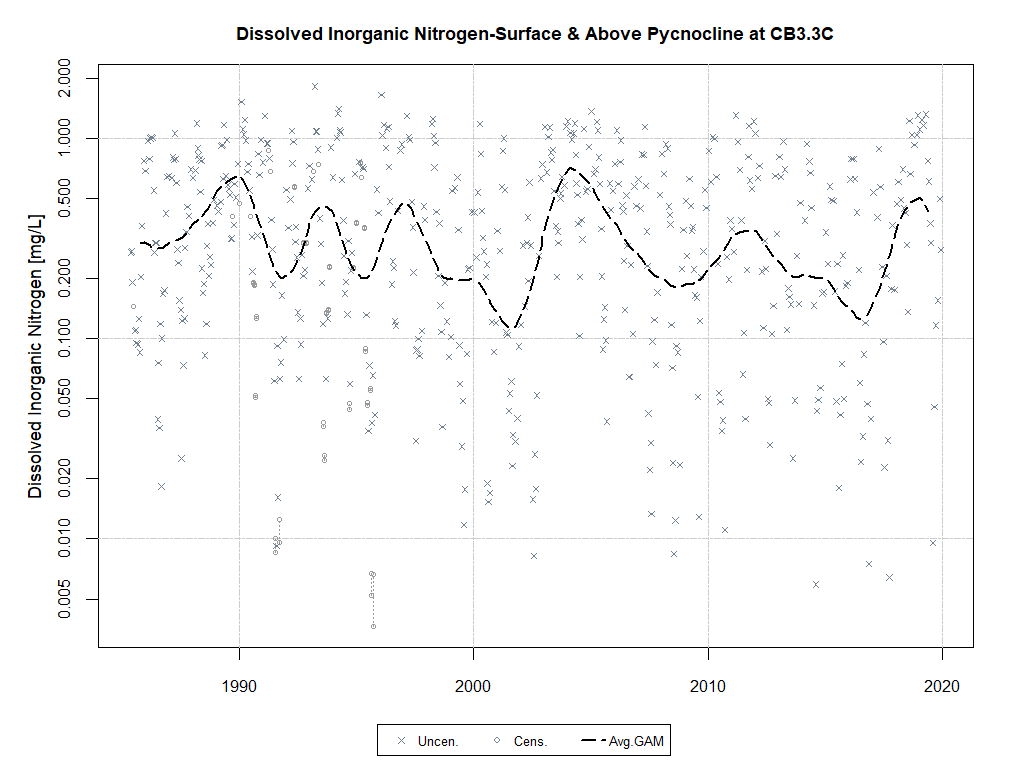 Dissolved Inorganic Nitrogen-Surface & Above Pycnocline at CB3.3C
Dissolved Inorganic Nitrogen [mg/L]
2.000
1.000
0.500
0.200
0.100
0.050
0.020
0.010
0.005
1990 2000 2010 2020
Uncen. Cens. Avg.GAM